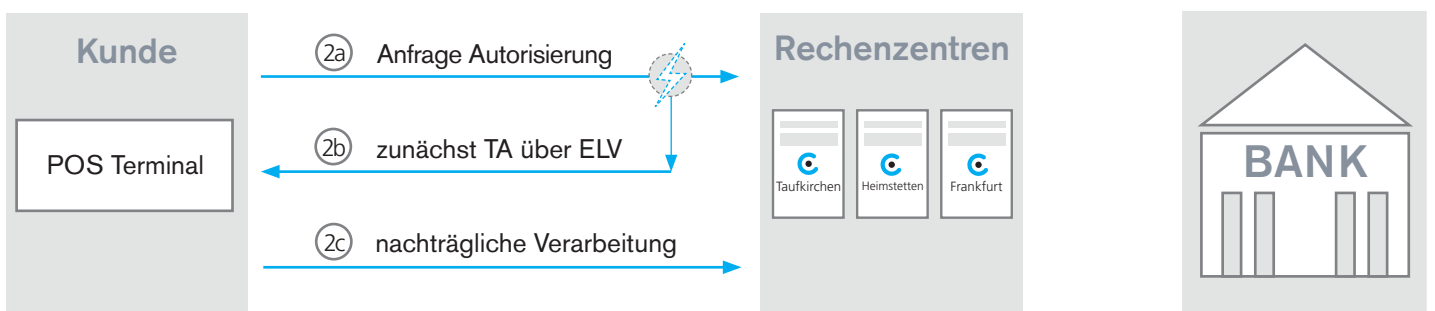 Kunde
POS Terminal
2a Anfrage Autorisierung
2b zunächst TA über ELV
2c nachträgliche Verarbeitung
Rechenzentren
Taufkirchen
Heimstetten
Frankfurt
BANK